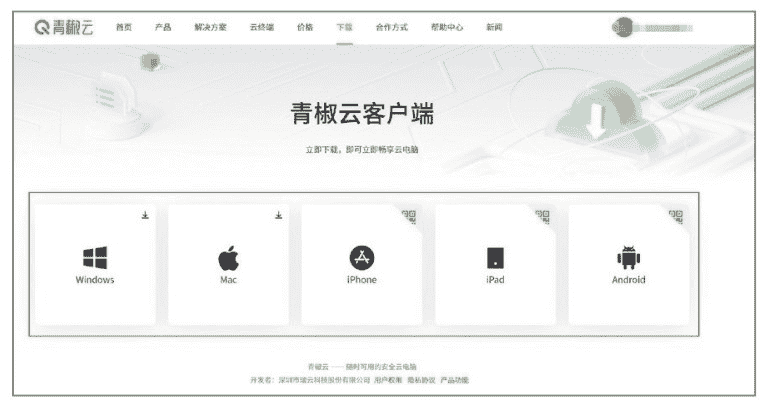 青椒云 首页 产品 解决方案 云终端 价格 下载 合作方式 帮助中心 新闻
青椒云客户端
立即下载，即可立即畅享云电脑
Windows Mac iPhone iPad Android
青椒云 —— 随时可用的安全云电脑
开发者：深圳市瑞云科技股份有限公司 用户权限 隐私协议 产品功能